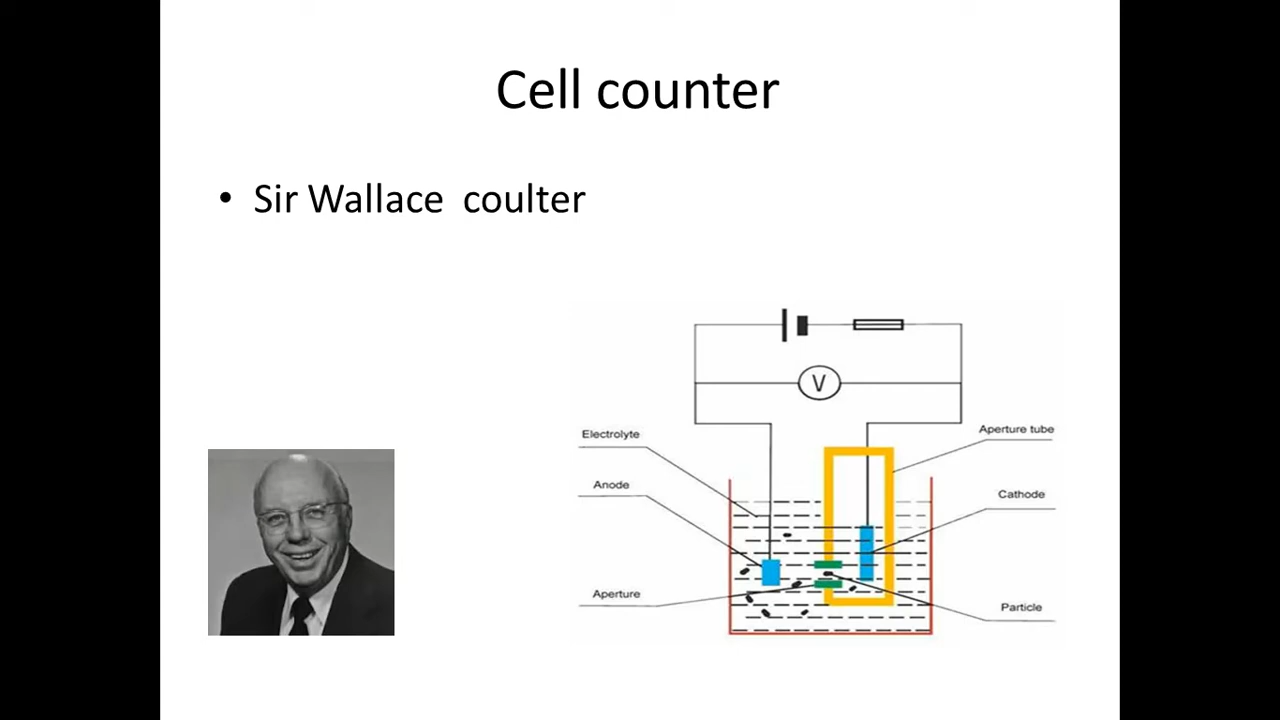 Cell counter
• Sir Wallace coulter
V
Electrolyte
Aperture tube
Anode
Cathode
Aperture
Particle